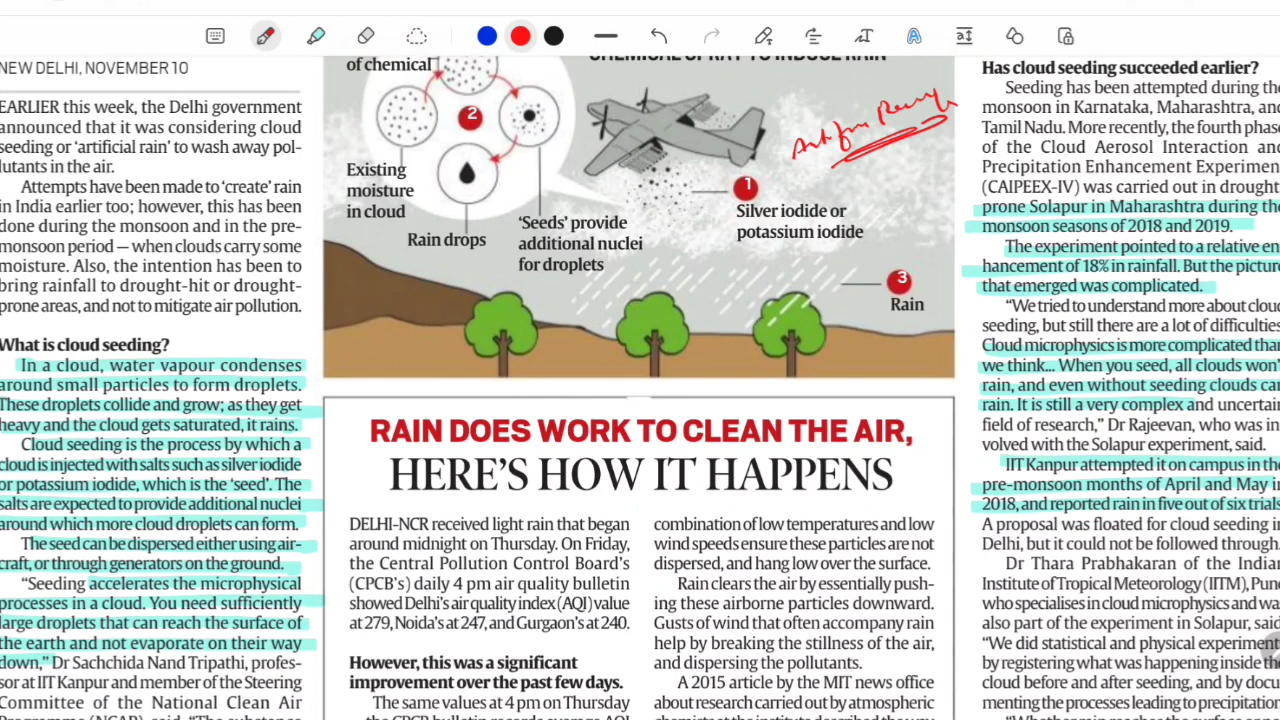 NEW DELHI, NOVEMBER 10
EARLIER this week, the Delhi government
announced that it was considering cloud
seeding or ‘artificial rain’ to wash away pol-
lutants in the air.
Attempts have been made to ‘create’ rain
in India earlier too; however, this has been
done during the monsoon and in the pre-
monsoon period — when clouds carry some
moisture. Also, the intention has been to
bring rainfall to drought-hit or drought-
prone areas, and not to mitigate air pollution.
What is cloud seeding?
In a cloud, water vapour condenses
around small particles to form droplets.
These droplets collide and grow; as they get
heavy and the cloud gets saturated, it rains.
Cloud seeding is the process by which a
cloud is injected with salts such as silver iodide
or potassium iodide, which is the ‘seed’. The
salts are expected to provide additional nuclei
around which more cloud droplets can form.
The seed can be dispersed either using air-
craft, or through generators on the ground.
“Seeding accelerates the microphysical
processes in a cloud. You need sufficiently
large droplets that can reach the surface of
the earth and not evaporate on their way
down,” Dr Sachchida Nand Tripathi, profes-
sor at IIT Kanpur and member of the Steering
Committee of the National Clean Air
Programme (NCAP), said. “The substance
of chemical
CHEMICAL SPRAY TO INDUCE RAIN
2
Existing
moisture
in cloud
Rain drops
‘Seeds’ provide
additional nuclei
for droplets
1
Silver iodide or
potassium iodide
3
Rain
RAIN DOES WORK TO CLEAN THE AIR,
HERE’S HOW IT HAPPENS
DELHI-NCR received light rain that began
around midnight on Thursday. On Friday,
the Central Pollution Control Board’s
(CPCB’s) daily 4 pm air quality bulletin
showed Delhi’s air quality index (AQI) value
at 279, Noida’s at 247, and Gurgaon’s at 240.
However, this was a significant
improvement over the past few days.
The same values at 4 pm on Thursday
CPCB bulletin records average AQI
combination of low temperatures and low
wind speeds ensure these particles are not
dispersed, and hang low over the surface.
Rain clears the air by essentially push-
ing these airborne particles downward.
Gusts of wind that often accompany rain
help by breaking the stillness of the air,
and dispersing the pollutants.
A 2015 article by the MIT news office
about research carried out by atmospheric
chemists at the institute described the way
Has cloud seeding succeeded earlier?
Seeding has been attempted during the
monsoon in Karnataka, Maharashtra, and
Tamil Nadu. More recently, the fourth phase
of the Cloud Aerosol Interaction and
Precipitation Enhancement Experiment
(CAIPEEX-IV) was carried out in drought-
prone Solapur in Maharashtra during the
monsoon seasons of 2018 and 2019.
The experiment pointed to a relative en-
hancement of 18% in rainfall. But the picture
that emerged was complicated.
“We tried to understand more about cloud
seeding, but still there are a lot of difficulties.
Cloud microphysics is more complicated than
we think... When you seed, all clouds won’t
rain, and even without seeding clouds can
rain. It is still a very complex and uncertain
field of research,” Dr Rajeevan, who was in-
volved with the Solapur experiment, said.
IIT Kanpur attempted it on campus in the
pre-monsoon months of April and May in
2018, and reported rain in five out of six trials.
A proposal was floated for cloud seeding in
Delhi, but it could not be followed through.
Dr Thara Prabhakaran of the Indian
Institute of Tropical Meteorology (IITM), Pune,
who specialises in cloud microphysics and was
also part of the experiment in Solapur, said:
“We did statistical and physical experiments
by registering what was happening inside the
cloud before and after seeding, and by docu-
menting the processes leading to precipitation.